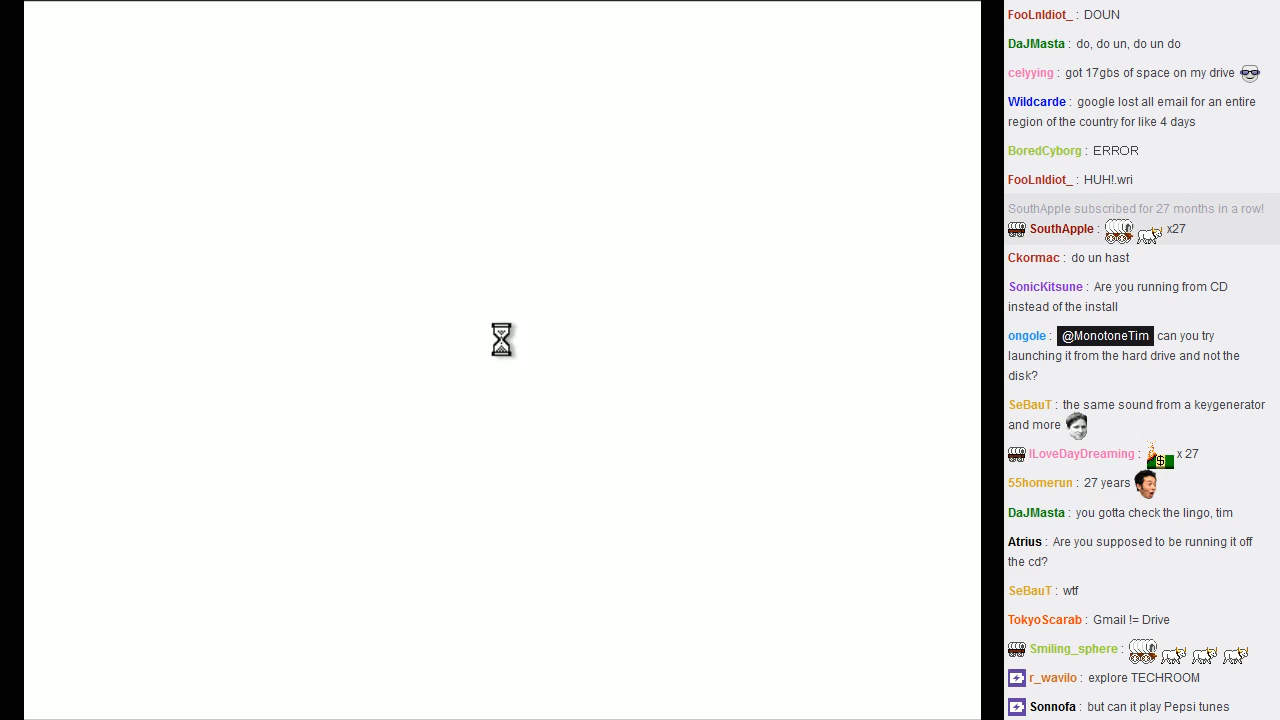 FooLnIdiot_ : DOUN
DaJMasta : do, do un, do un do
celyying : got 17gbs of space on my drive
Wildcarde : google lost all email for an entire
region of the country for like 4 days
BoredCyborg : ERROR
FooLnIdiot_ : HUH!.wri
SouthApple subscribed for 27 months in a row!
SouthApple : x27
Ckormac : do un hast
SonicKitsune : Are you running from CD
instead of the install
ongole : @MonotoneTim can you try
launching it from the hard drive and not the
disk?
SeBauT : the same sound from a keygenerator
and more
ILoveDayDreaming : x 27
55homerun : 27 years
DaJMasta : you gotta check the lingo, tim
Atrius : Are you supposed to be running it off
the cd?
SeBauT : wtf
TokyoScarab : Gmail != Drive
Smiling_sphere :
r_wavilo : explore TECHROOM
Sonnofa : but can it play Pepsi tunes